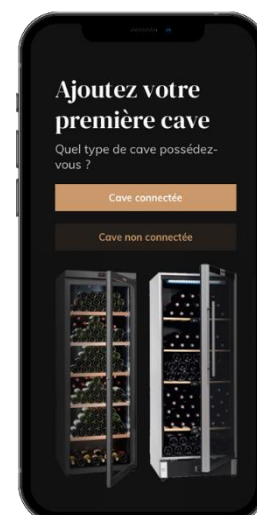 Ajoutez votre
première cave
Quel type de cave possédez-
vous ?
Cave connectée
Cave non connectée